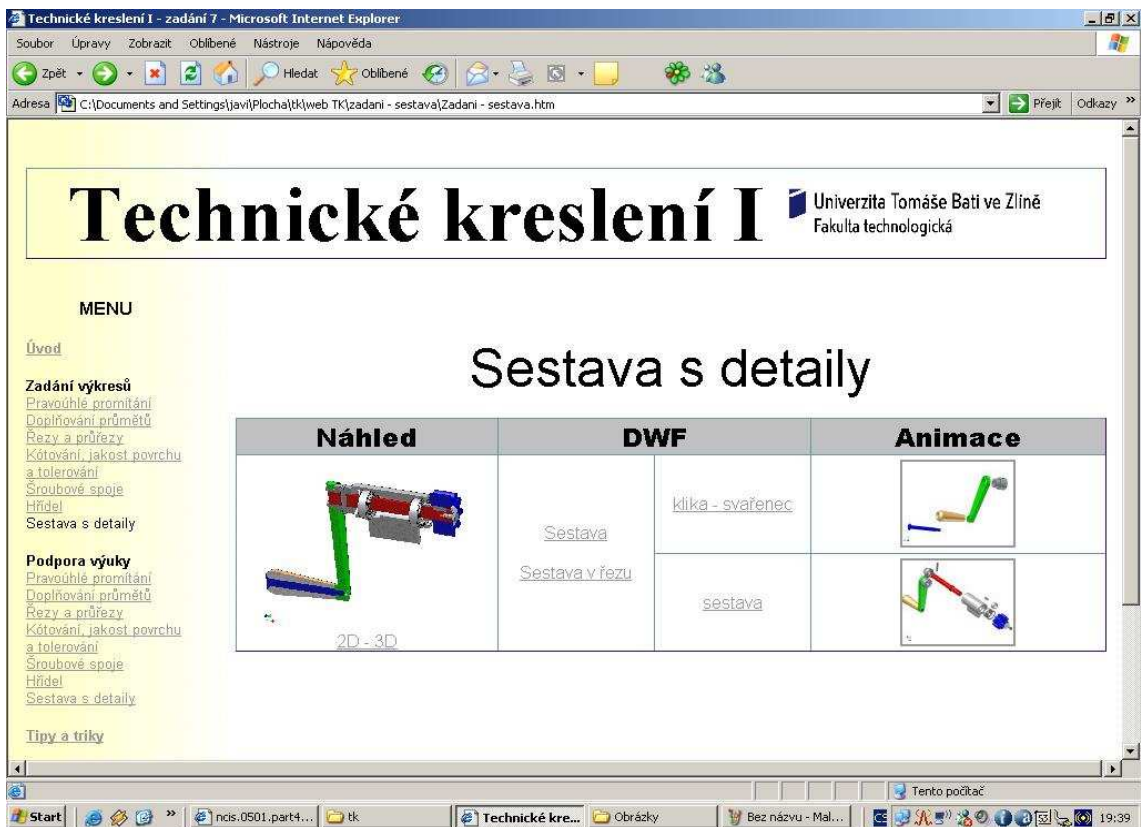 Technické kreslení I - zadání 7 - Microsoft Internet Explorer
Soubor Úpravy Zobrazit Oblíbené Nástroje Nápověda
Zpět Hledat Oblíbené
Adresa C:\Documents and Settings\javi\Plocha\tk\web TK\zadani - sestava\Zadani - sestava.htm Přejít Odkazy »
Technické kreslení I
Univerzita Tomáše Bati ve Zlíně
Fakulta technologická
MENU
Úvod
Zadání výkresů
Pravoúhlé promítání
Doplňování průmětů
Řezy a průřezy
Kótování, jakost povrchu
a tolerování
Šroubové spoje
Hřídel
Sestava s detaily
Podpora výuky
Pravoúhlé promítání
Doplňování průmětů
Řezy a průřezy
Kótování, jakost povrchu
a tolerování
Šroubové spoje
Hřídel
Sestava s detaily
Tipy a triky
Sestava s detaily
Náhled DWF Animace
2D - 3D
Sestava
Sestava v řezu
klika - svařenec
sestava
Tento počítač
Start » ncis.0501.part4... tk Technické kre... Obrázky Bez názvu - Mal... CS 19:39